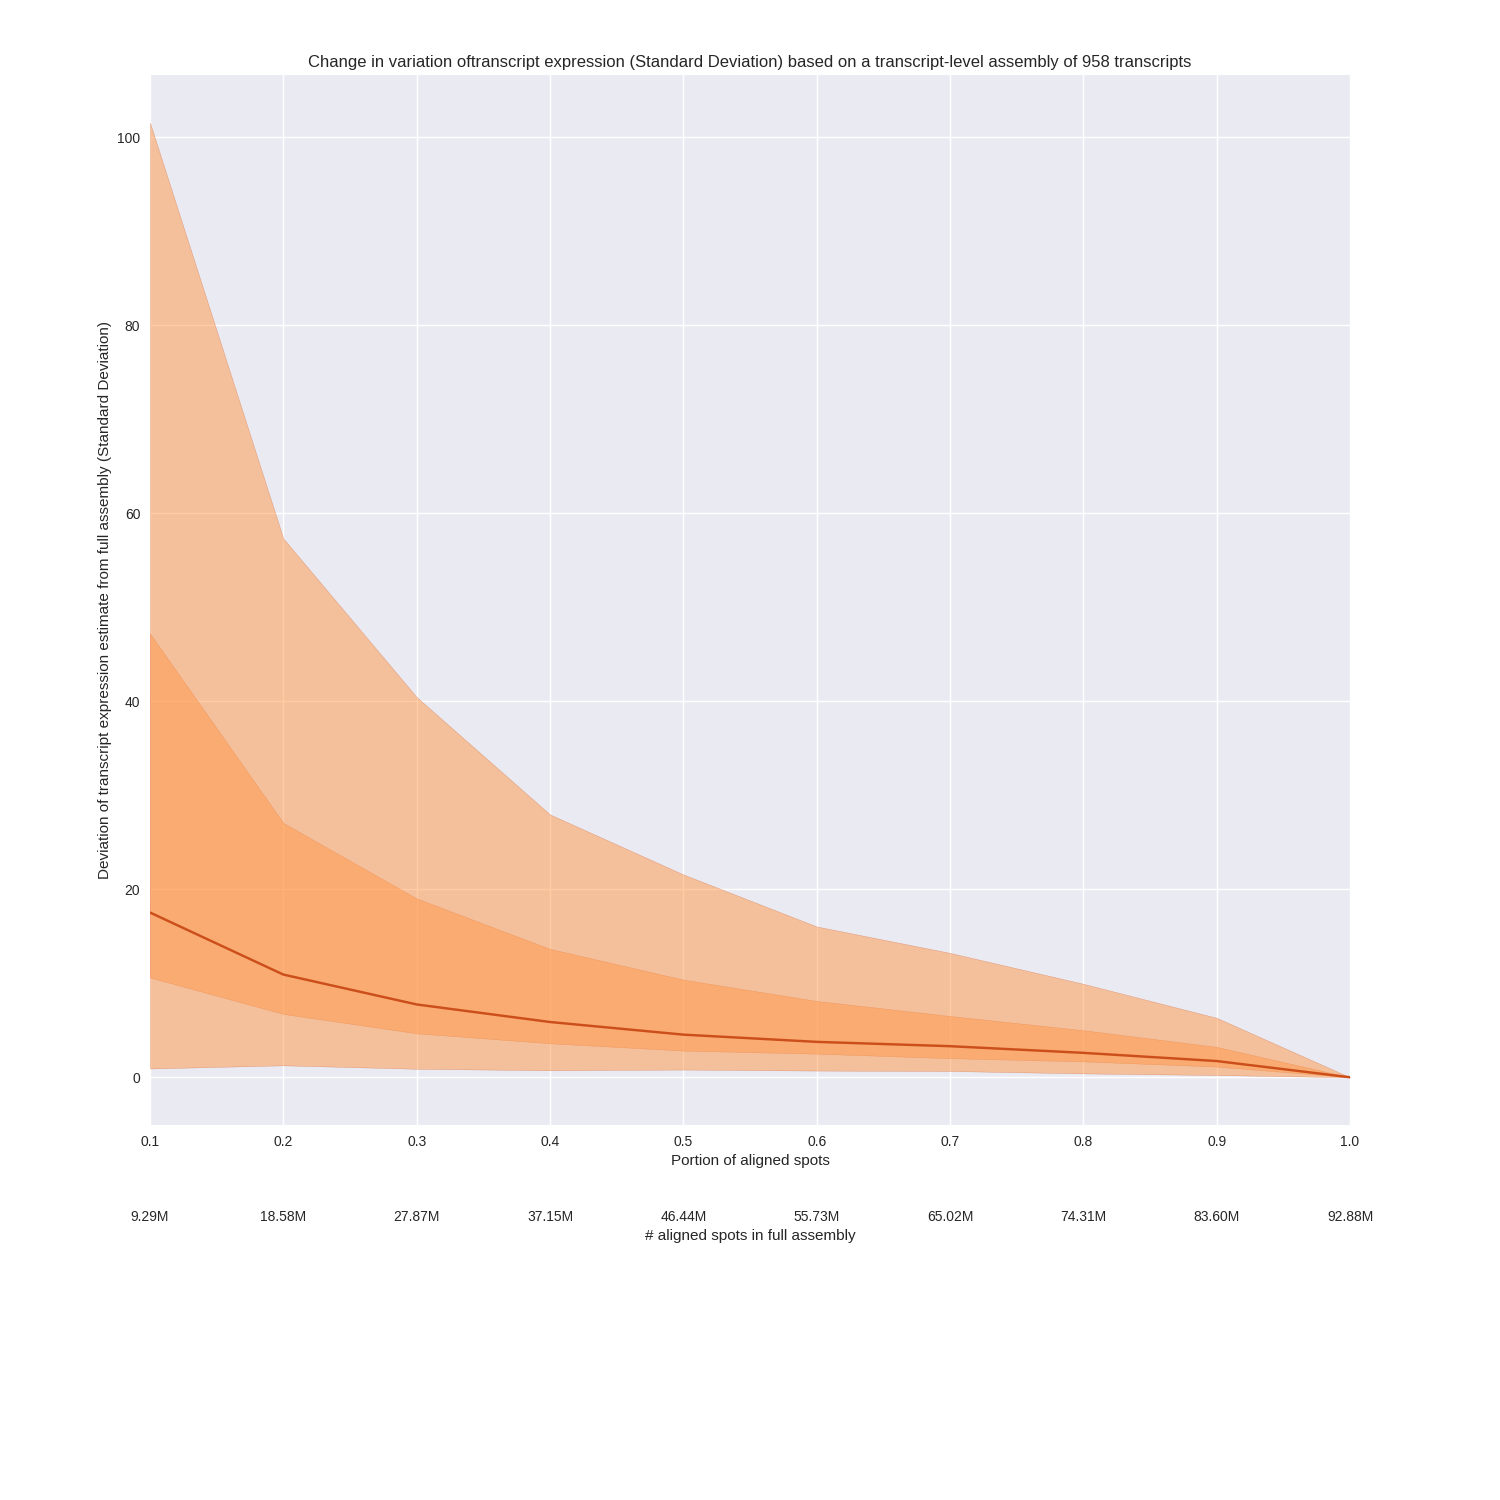 Change in variation oftranscript expression (Standard Deviation) based on a transcript-level assembly of 958 transcripts
Deviation of transcript expression estimate from full assembly (Standard Deviation)
100
80
60
40
20
0
0.1 0.2 0.3 0.4 0.5 0.6 0.7 0.8 0.9 1.0
Portion of aligned spots
9.29M 18.58M 27.87M 37.15M 46.44M 55.73M 65.02M 74.31M 83.60M 92.88M
# aligned spots in full assembly